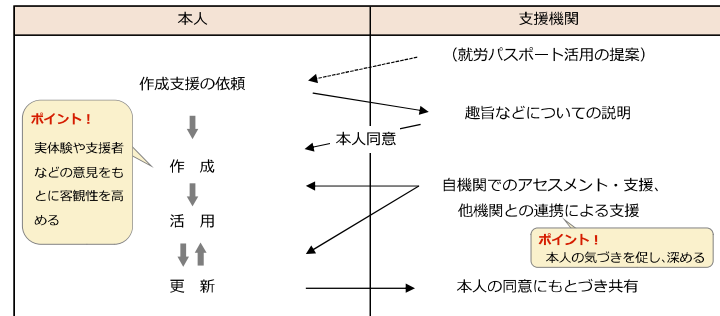 本人
支援機関
（就労パスポート活用の提案）
作成支援の依頼
趣旨などについての説明
本人同意
ポイント！
実体験や支援者
などの意見をも
とに客観性を高
める
作　成
自機関でのアセスメント・支援、
他機関との連携による支援
活　用
ポイント！
本人の気づきを促し、深める
更　新
本人の同意にもとづき共有